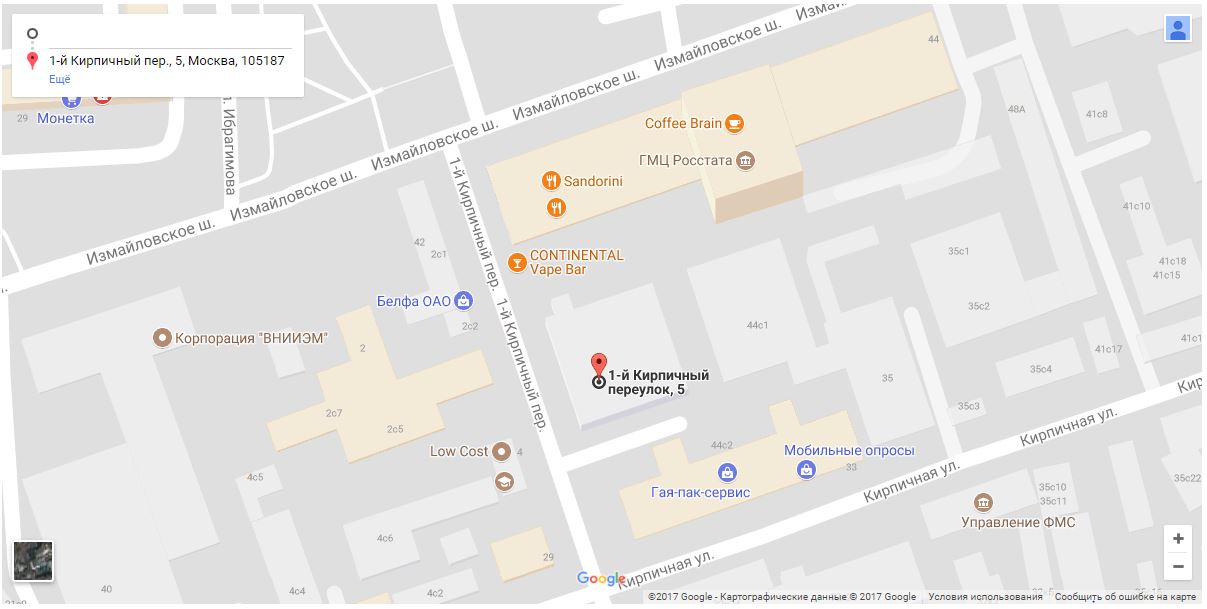 1-й Кирпичный пер., 5, Москва, 105187
Ещё
29
Монетка
Ибрагимова
Измайловское ш.
Измайловское ш.
Измайловское ш.
Измайловское ш.
Измайловское ш.
Измайловское ш.
44
Coffee Brain
ГМЦ Росстата
Sandorini
CONTINENTAL
Vape Bar
48А
41с8
41с10
41с18
41с15
41с17
35с1
35с2
35с4
35с3
35
44с1
42
2с1
1-й Кирпичный пер.
1-й Кирпичный пер.
Белфа ОАО
2с2
Корпорация "ВНИИЭМ"
2
2с7
2с5
1-й Кирпичный
переулок, 5
Low Cost
4
4с5
4с6
4с2
40
29
44с2
Мобильные опросы
33
Гая-пак-сервис
Кирпичная ул.
Кирпичная ул.
Кирпичная ул.
35с10
35с11
35с22
Управление ФМС
Google
©2017 Google - Картографические данные © 2017 Google
Условия использования
Сообщить об ошибке на карте